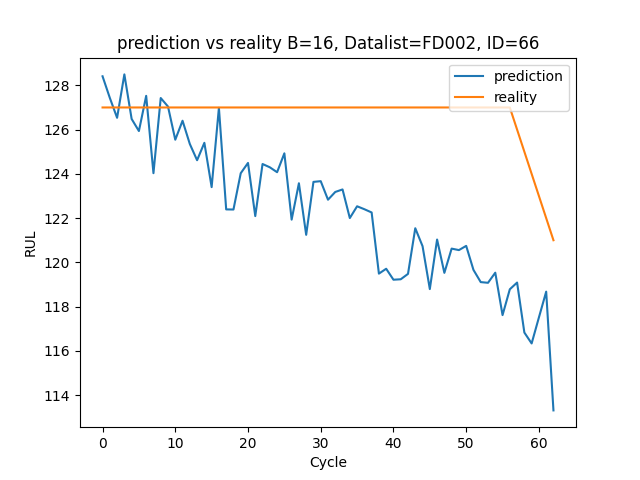 prediction vs reality B=16, Datalist=FD002, ID=66
prediction
reality
128
126
124
122
120
118
116
114
RUL
0 10 20 30 40 50 60
Cycle